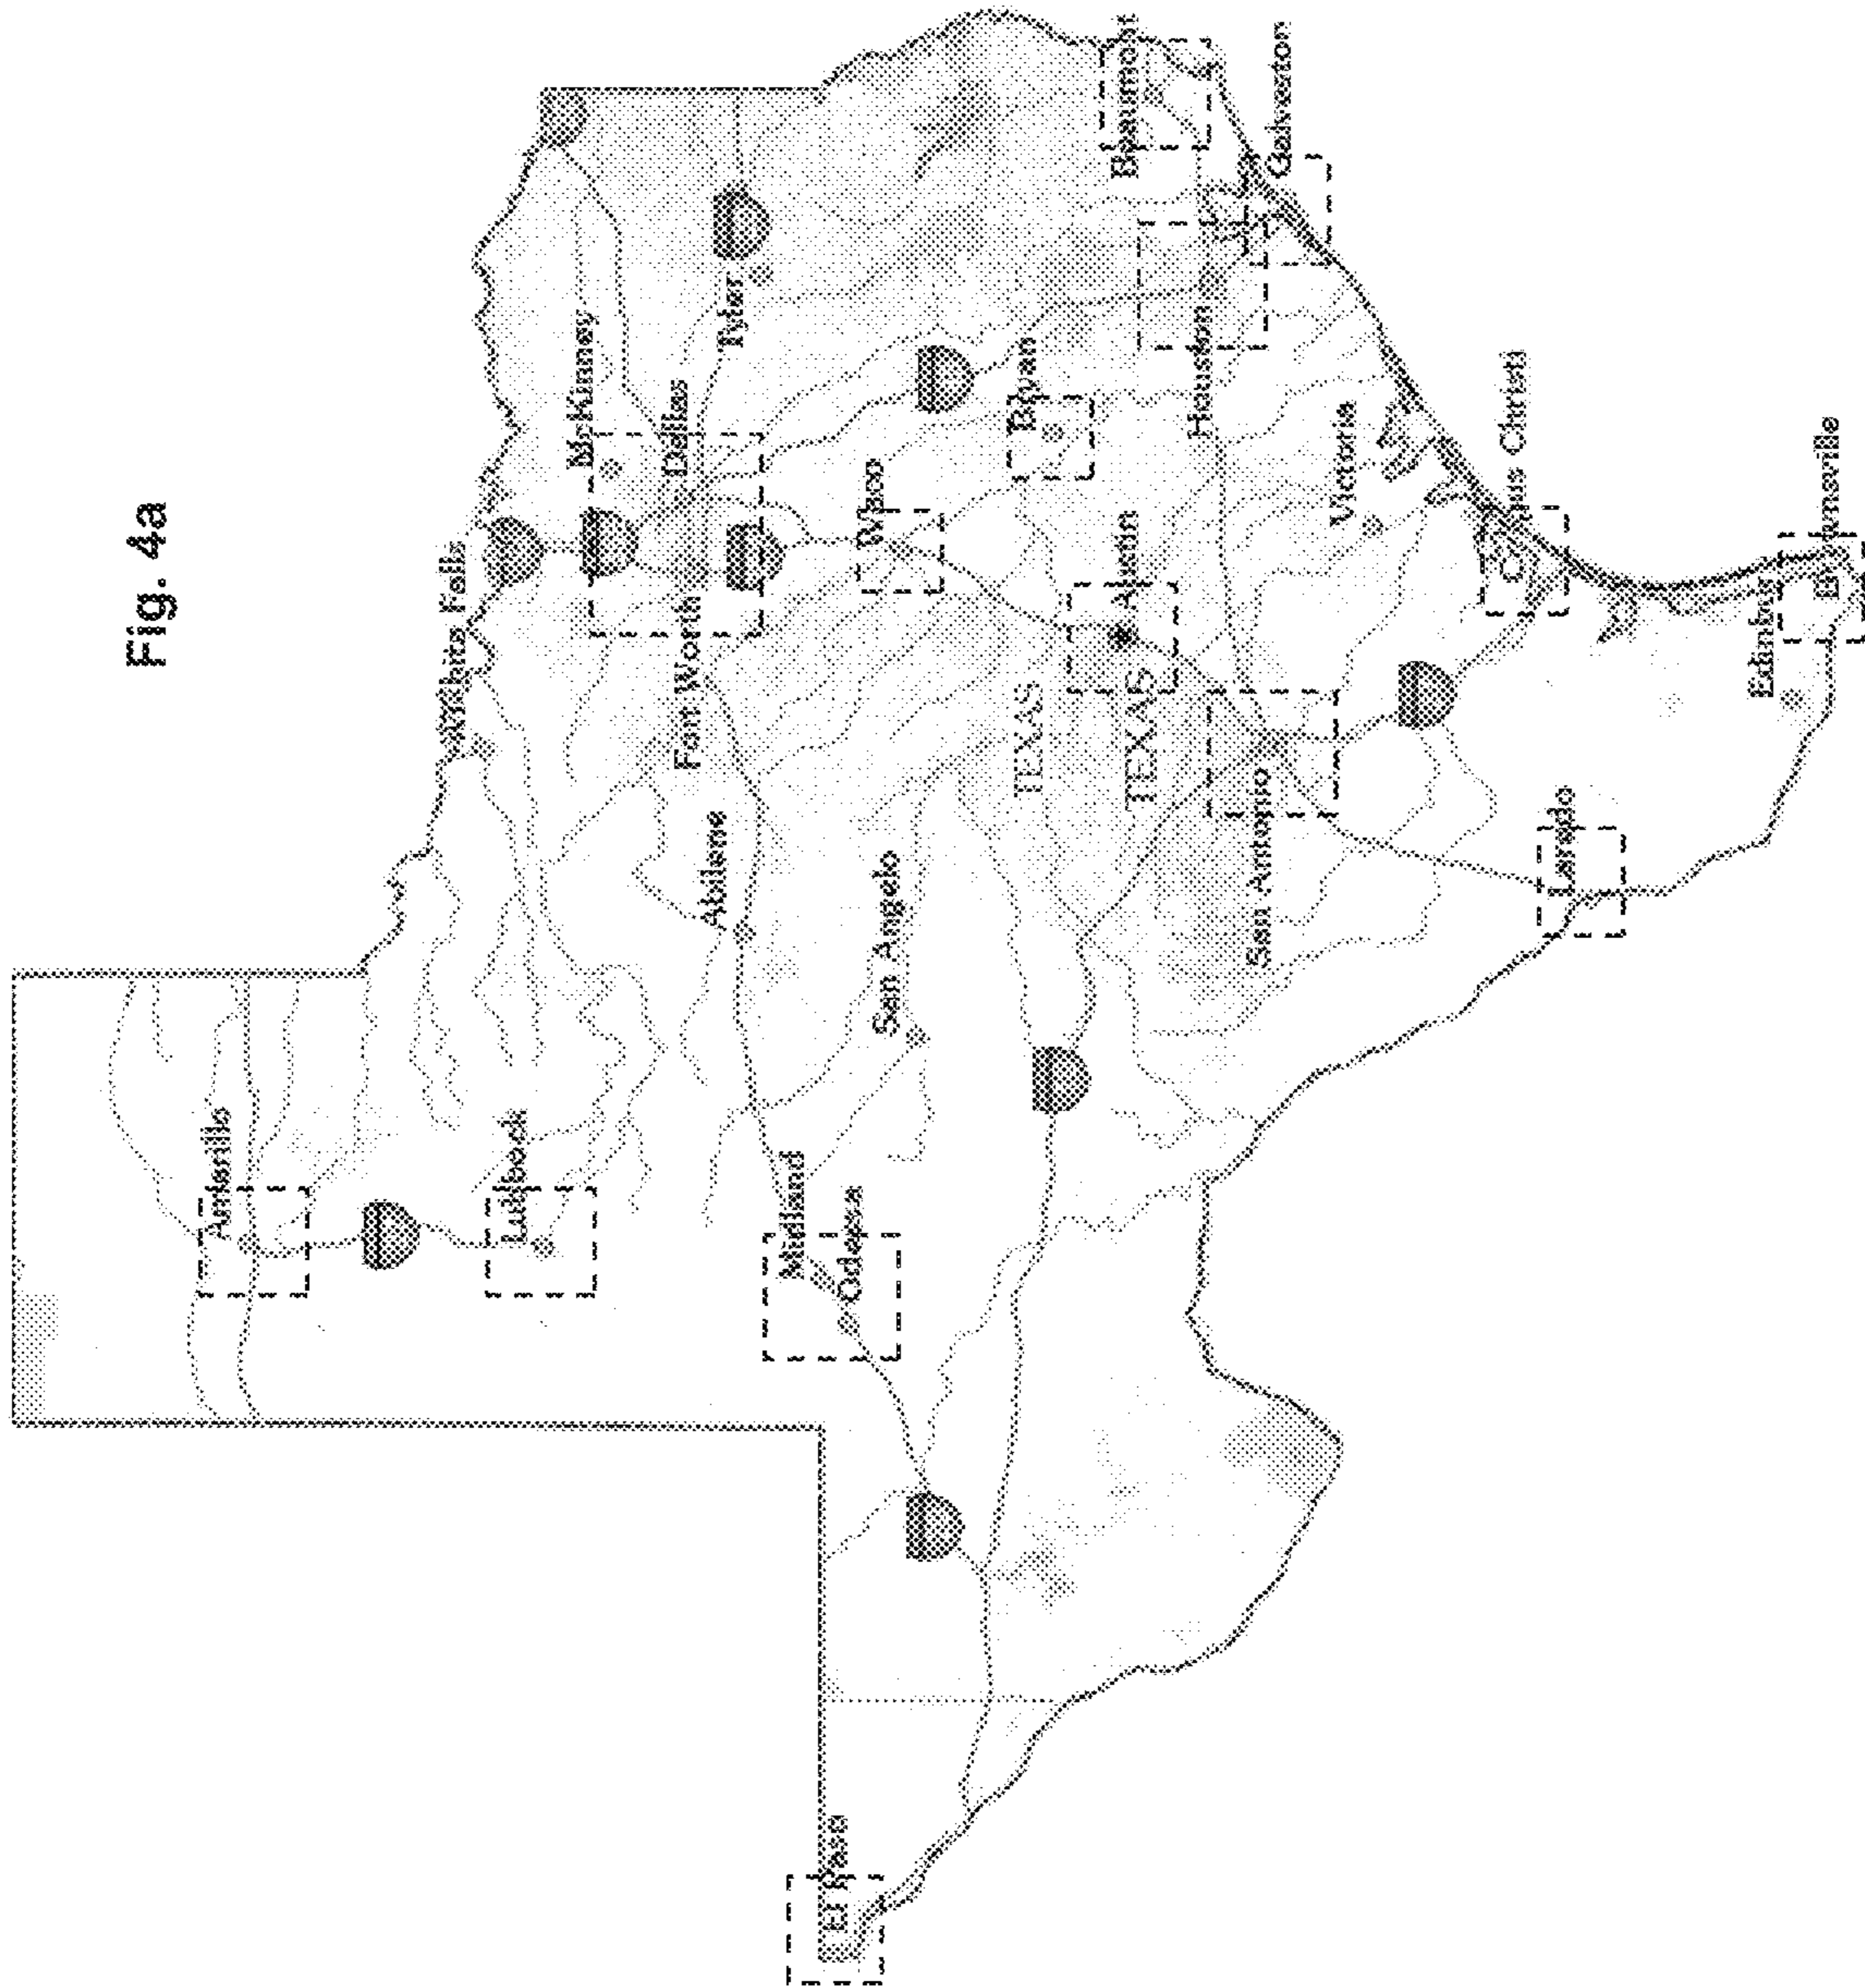 Fig. 4a
Amarillo
Lubbock
Wichita Falls
McKinney
Dallas
Fort Worth
Tyler
Abilene
Midland
Odessa
El Paso
San Angelo
Waco
Bryan
TEXAS
TEXAS
Austin
Beaumont
Houston
Galveston
San Antonio
Victoria
Laredo
Corpus Christi
Edinburg
Brownsville